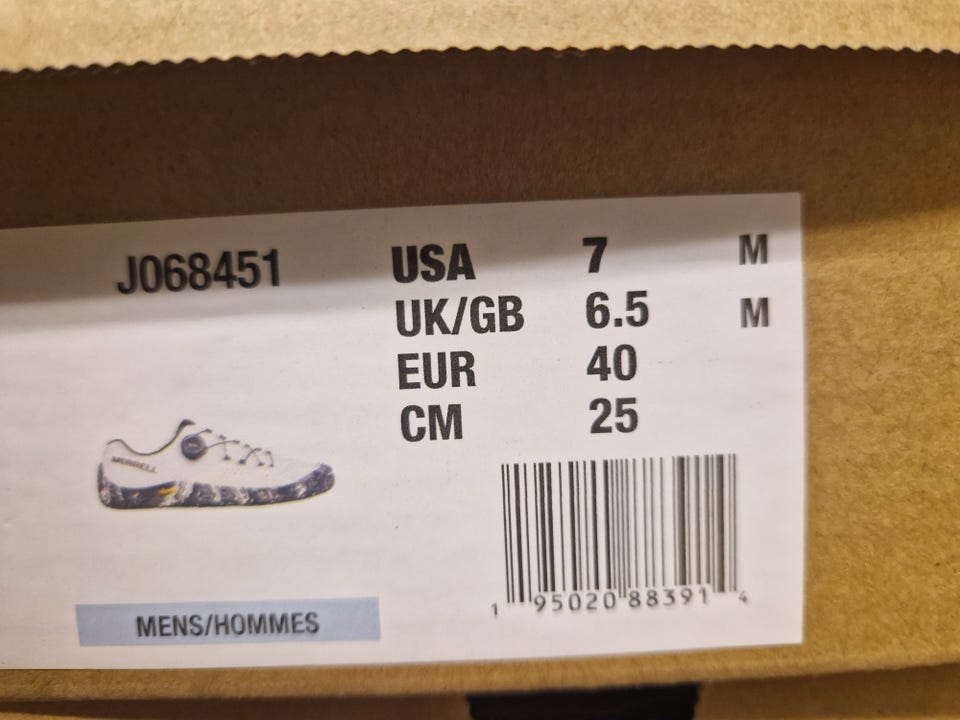 J068451
USA 7 M
UK/GB 6.5 M
EUR 40
CM 25
MERRELL
1 95020 88391 4
MENS/HOMMES